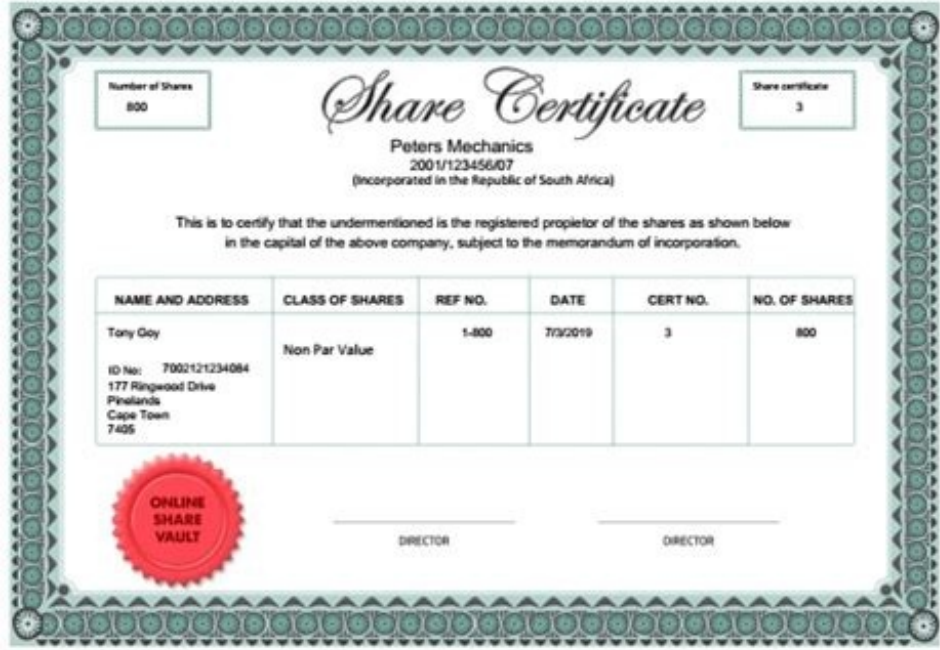 Number of Shares
800
Share Certificate
Share certificate
3
Peters Mechanics
2001/123456/07
(Incorporated in the Republic of South Africa)
This is to certify that the undermentioned is the registered propietor of the shares as shown below
in the capital of the above company, subject to the memorandum of incorporation.
NAME AND ADDRESS CLASS OF SHARES REF NO. DATE CERT NO. NO. OF SHARES
Tony Goy 1-800 7/3/2019 3 800
Non Par Value
ID No: 7002121234084
177 Ringwood Drive
Pinelands
Cape Town
7405
ONLINE
SHARE
VAULT
DIRECTOR DIRECTOR